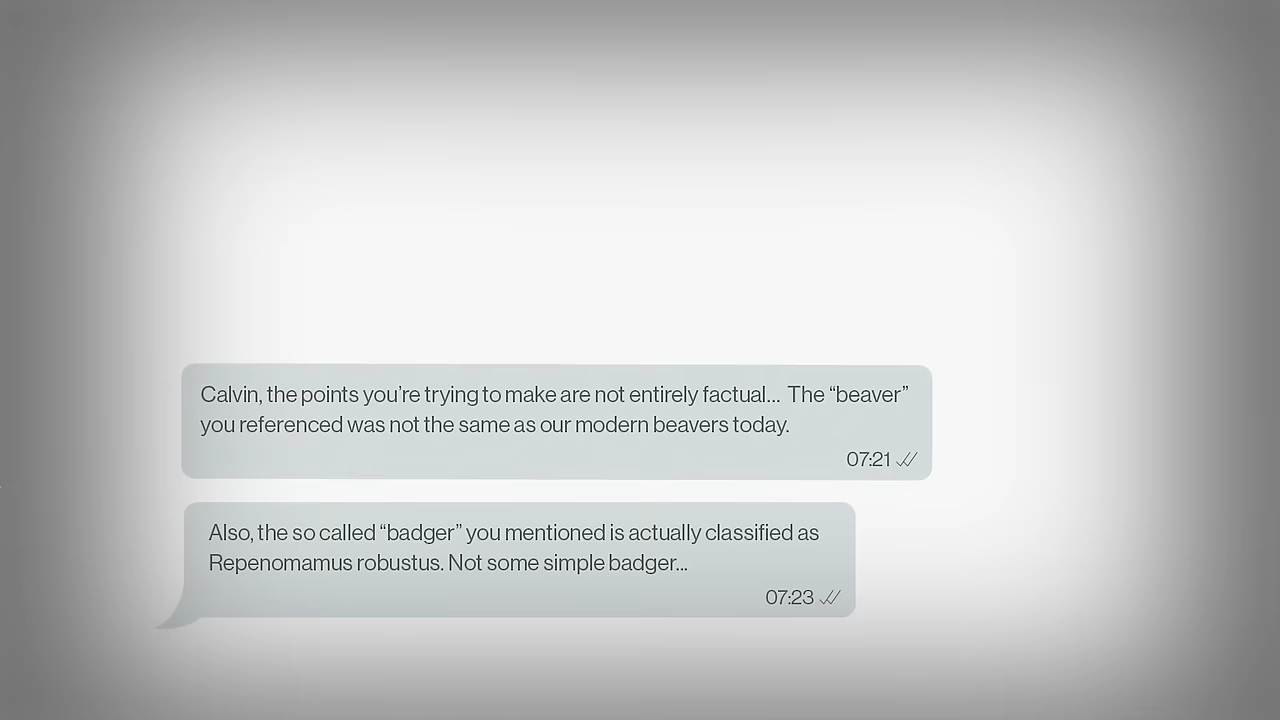 Calvin, the points you’re trying to make are not entirely factual... The “beaver”
you referenced was not the same as our modern beavers today.
07:21
Also, the so called “badger” you mentioned is actually classified as
Repenomamus robustus. Not some simple badger...
07:23